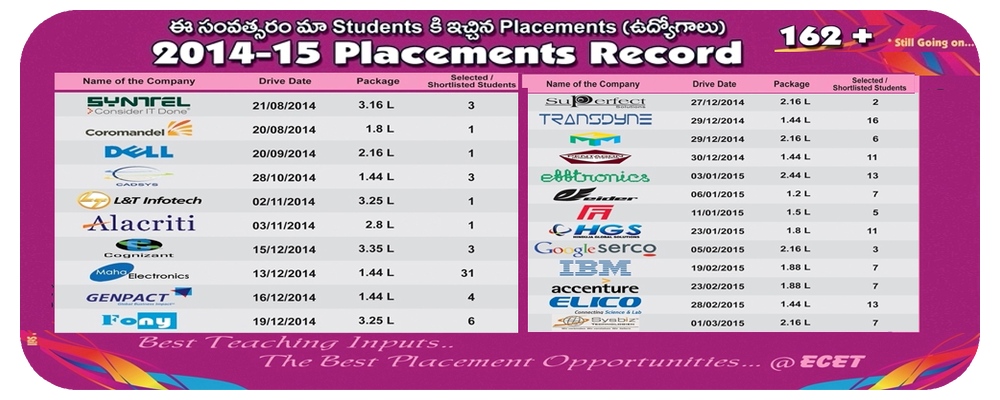 ఈ సంవత్సరం మా Students కి ఇచ్చిన Placements (ఉద్యోగాలు)
2014-15 Placements Record
162 +
* Still Going on...
Name of the Company Drive Date Package Selected / Shortlisted Students
SYNTEL Consider IT Done 21/08/2014 3.16 L 3
Coromandel 20/08/2014 1.8 L 1
DELL 20/09/2014 2.16 L 1
CADSYS 28/10/2014 1.44 L 3
L&T Infotech 02/11/2014 3.25 L 1
Alacriti 03/11/2014 2.8 L 1
Cognizant 15/12/2014 3.35 L 3
Maha Electronics 13/12/2014 1.44 L 31
GENPACT Global Business Impact 16/12/2014 1.44 L 4
Fony 19/12/2014 3.25 L 6
Name of the Company Drive Date Package Selected / Shortlisted Students
SuPerfect 27/12/2014 2.16 L 2
TRANSDYNE 29/12/2014 1.44 L 16
29/12/2014 2.16 L 6
30/12/2014 1.44 L 11
efftronics 03/01/2015 2.44 L 13
Veider 06/01/2015 1.2 L 7
11/01/2015 1.5 L 5
HGS HINDUJA GLOBAL SOLUTIONS 23/01/2015 1.8 L 11
Google serco 05/02/2015 2.16 L 3
IBM 19/02/2015 1.88 L 7
accenture 23/02/2015 1.88 L 7
ELICO Connecting Science & Lab 28/02/2015 1.44 L 13
Sysbiz TECHNOLOGIES 01/03/2015 2.16 L 7
Best Teaching Inputs..
The Best Placement Opportunities... @ ECET